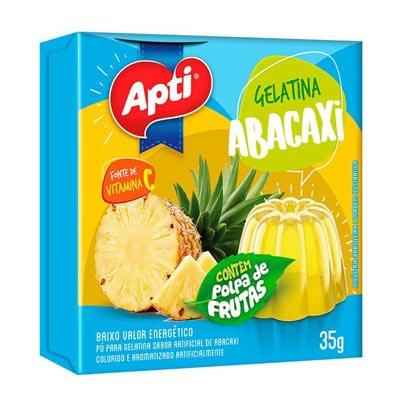 Apti
GELATINA
ABACAXI
FONTE DE
VITAMINA C
CONTÉM
POLPA DE
FRUTAS
BAIXO VALOR ENERGÉTICO
PÓ PARA GELATINA SABOR ARTIFICIAL DE ABACAXI
COLORIDO E AROMATIZADO ARTIFICIALMENTE
35g